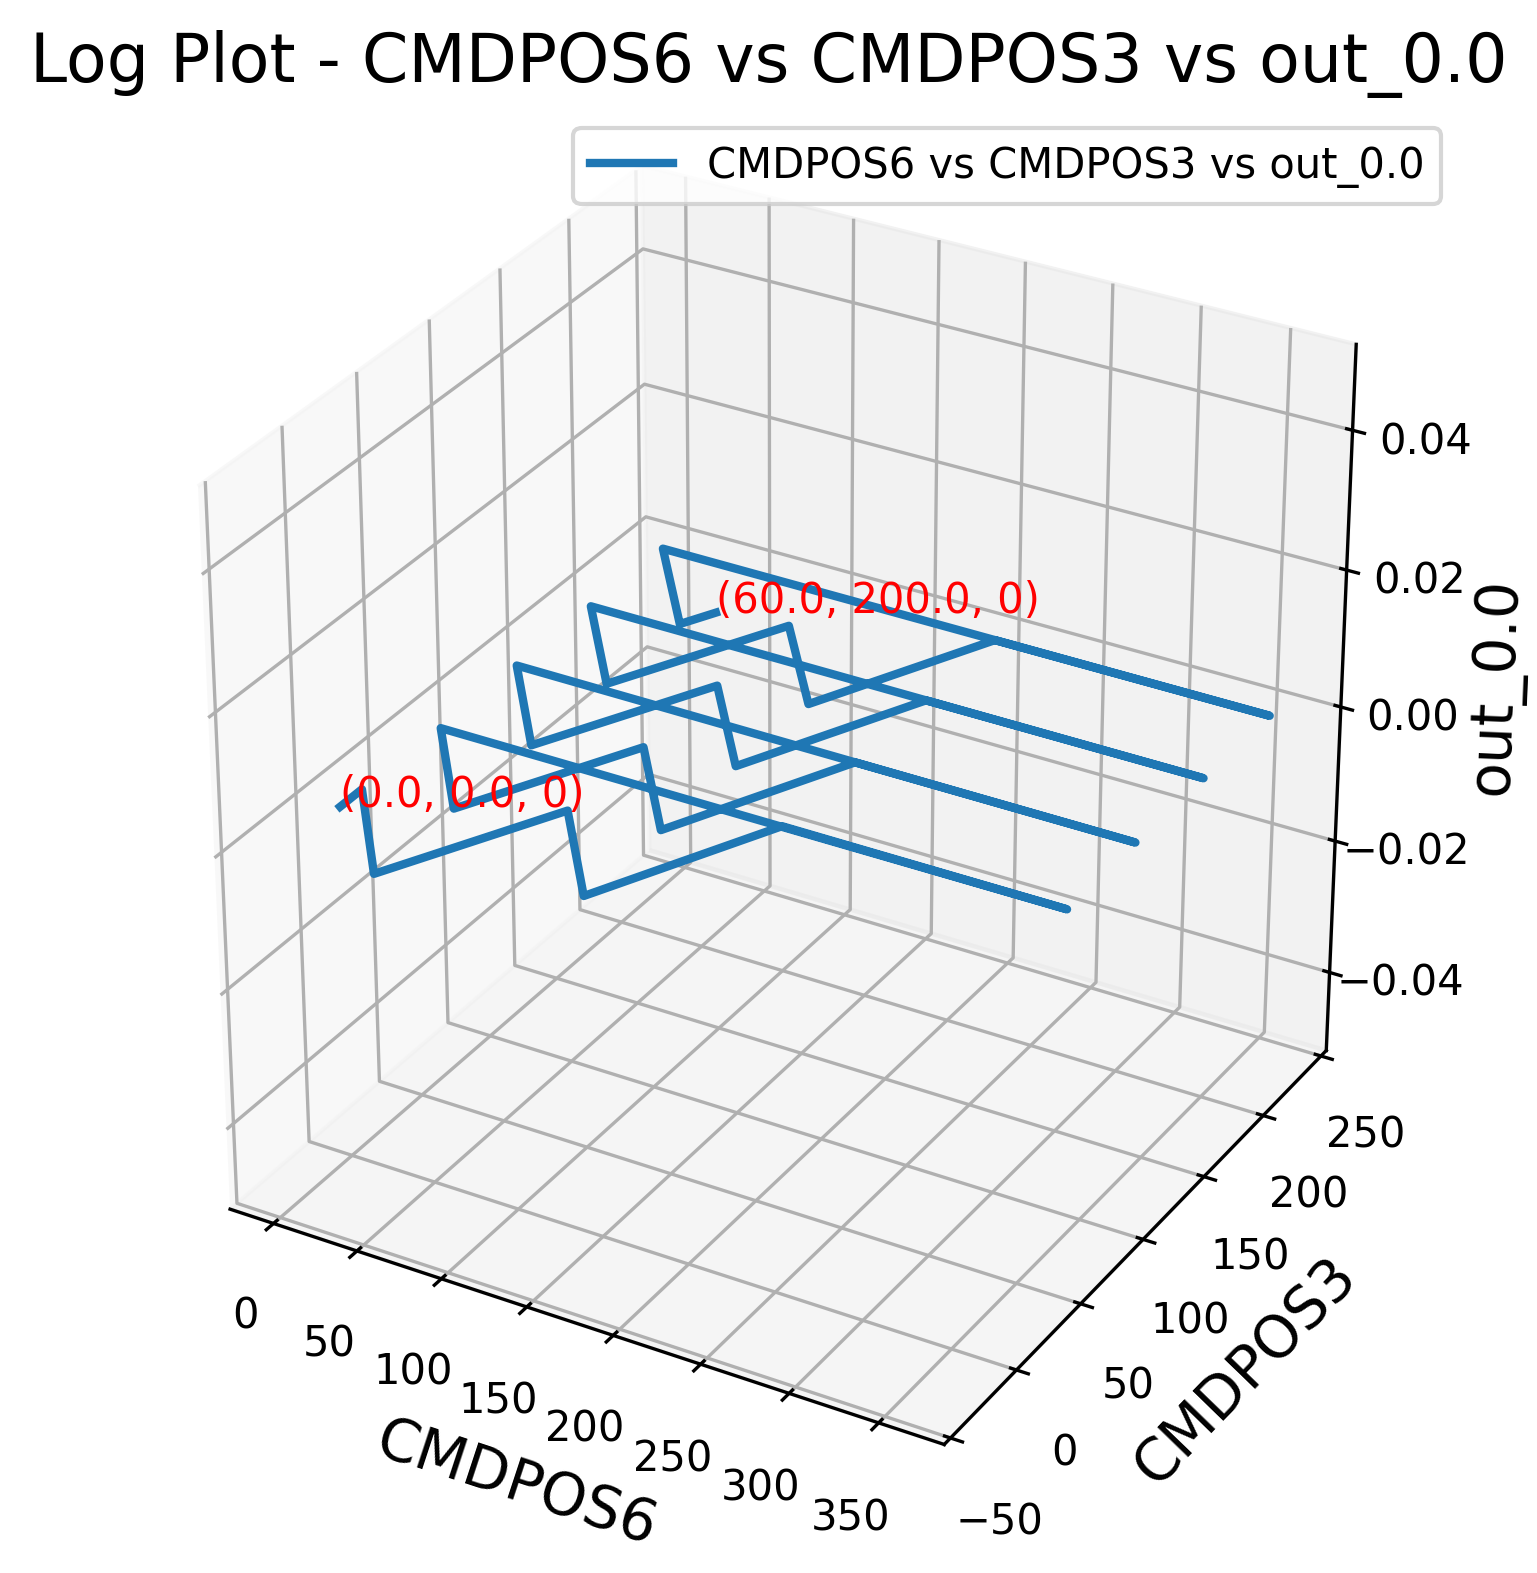 Log Plot - CMDPOS6 vs CMDPOS3 vs out_0.0
CMDPOS6 vs CMDPOS3 vs out_0.0
(60.0, 200.0, 0)
(0.0, 0.0, 0)
0.04
0.02
0.00
−0.02
−0.04
out_0.0
0
50
100
150
200
250
300
350
CMDPOS6
−50
0
50
100
150
200
250
CMDPOS3